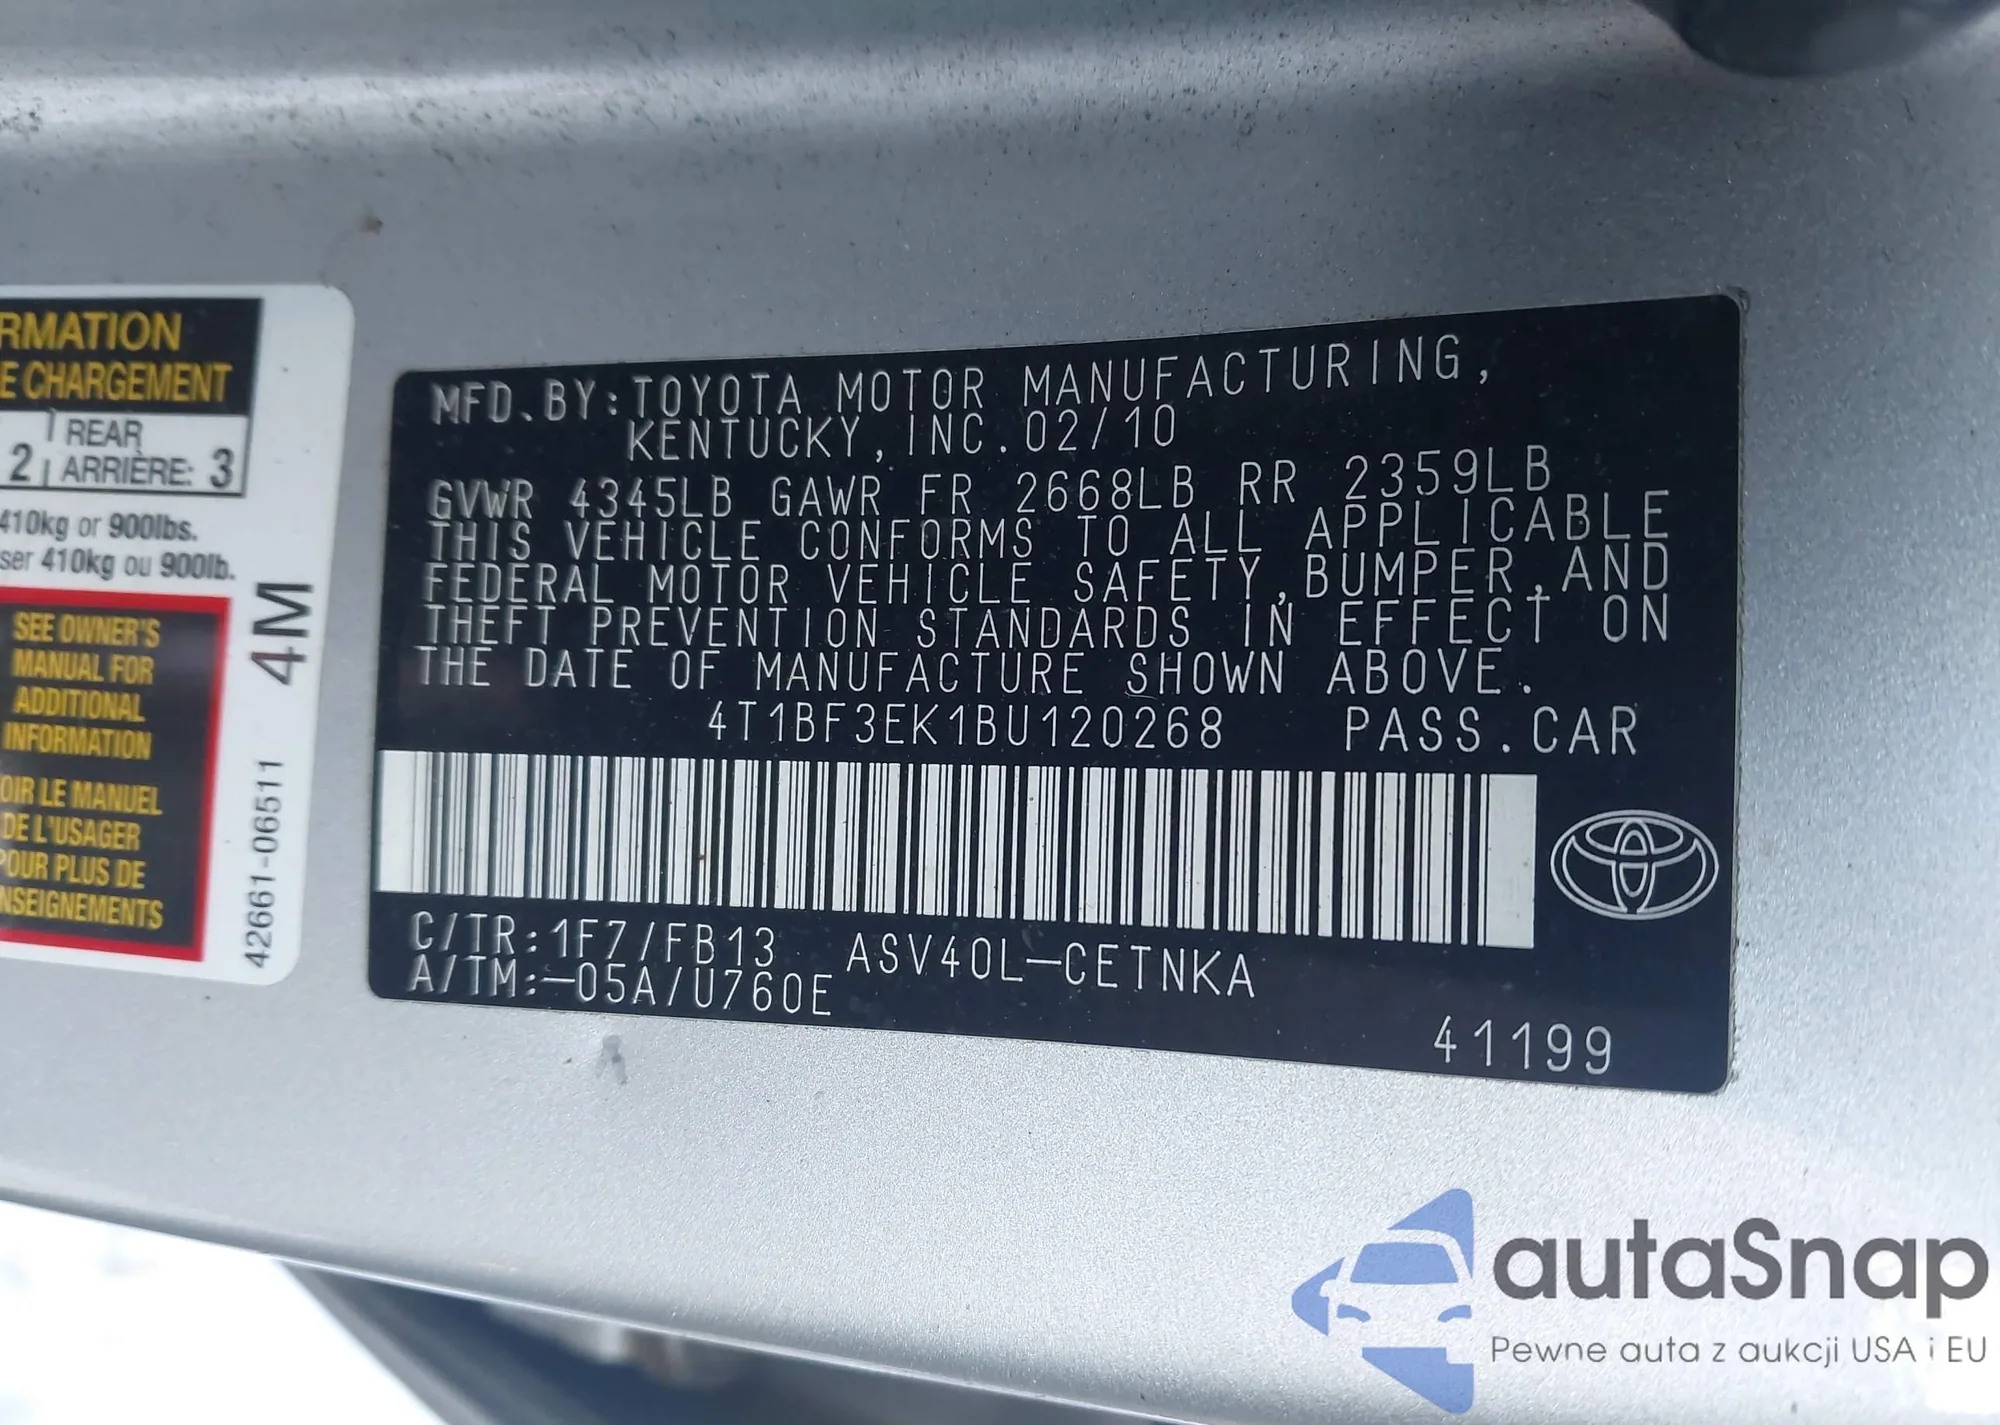 RMATION
E CHARGEMENT
2 REAR
ARRIÈRE: 3
410kg or 900lbs.
ser 410kg ou 900lb.
SEE OWNER'S
MANUAL FOR
ADDITIONAL
INFORMATION
OIR LE MANUEL
DE L'USAGER
POUR PLUS DE
NSEIGNEMENTS
4M
42661-06511
MFD.BY:TOYOTA MOTOR MANUFACTURING,
KENTUCKY,INC.02/10
GVWR 4345LB GAWR FR 2668LB RR 2359LB
THIS VEHICLE CONFORMS TO ALL APPLICABLE
FEDERAL MOTOR VEHICLE SAFETY,BUMPER,AND
THEFT PREVENTION STANDARDS IN EFFECT ON
THE DATE OF MANUFACTURE SHOWN ABOVE.
4T1BF3EK1BU120268 PASS.CAR
C/TR:1F7/FB13 ASV40L-CETNKA
A/TM:-05A/U760E
41199
autaSnap
Pewne auta z aukcji USA i EU